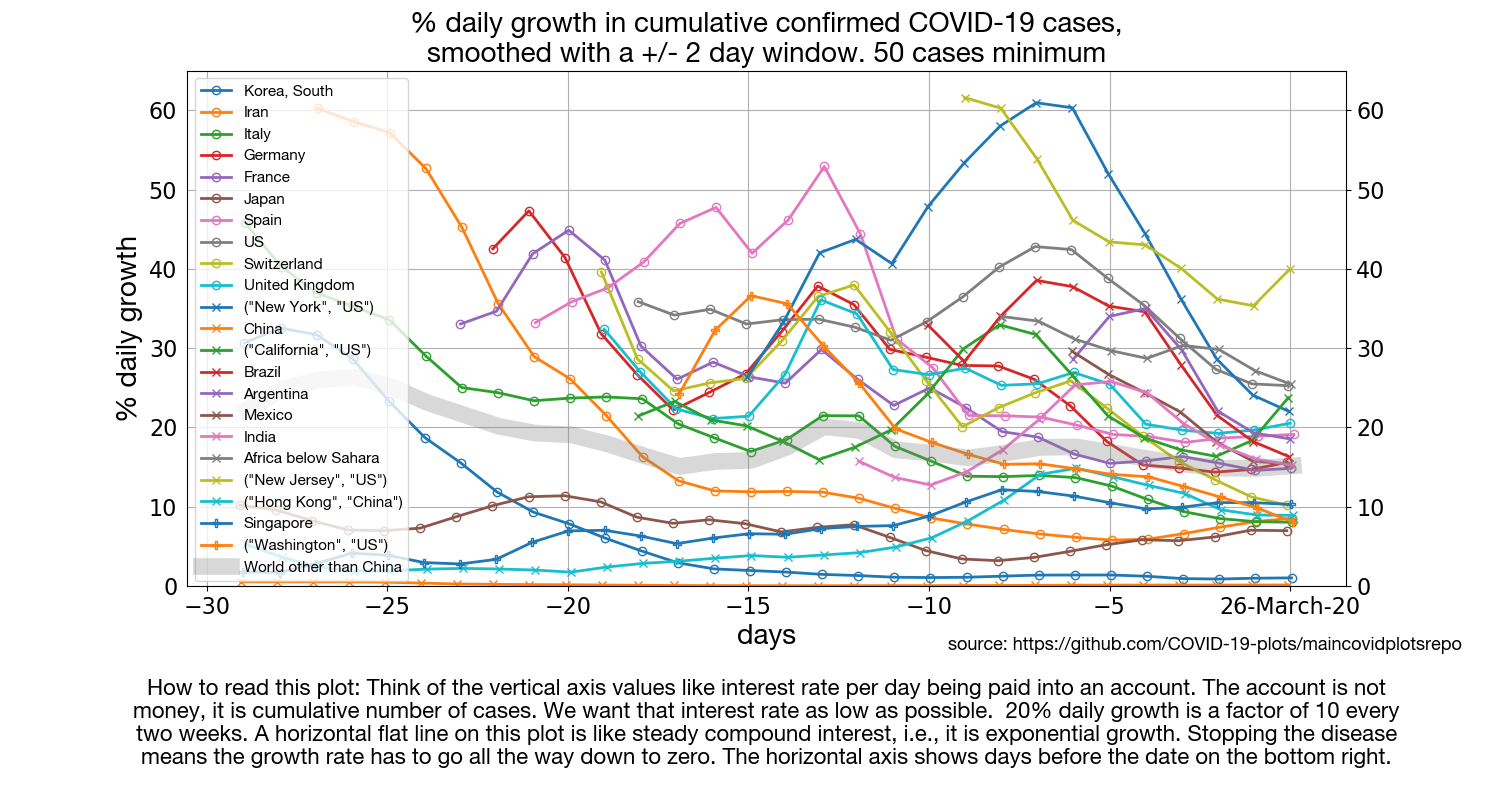 % daily growth in cumulative confirmed COVID-19 cases,
smoothed with a +/- 2 day window. 50 cases minimum
% daily growth
60
50
40
30
20
10
0
Korea, South
Iran
Italy
Germany
France
Japan
Spain
US
Switzerland
United Kingdom
("New York", "US")
China
("California", "US")
Brazil
Argentina
Mexico
India
Africa below Sahara
("New Jersey", "US")
("Hong Kong", "China")
Singapore
("Washington", "US")
World other than China
60
50
40
30
20
10
0
−30 −25 −20 −15 −10 −5 26-March-20
days
source: https://github.com/COVID-19-plots/maincovidplotsrepo
How to read this plot: Think of the vertical axis values like interest rate per day being paid into an account. The account is not
money, it is cumulative number of cases. We want that interest rate as low as possible.  20% daily growth is a factor of 10 every
two weeks. A horizontal flat line on this plot is like steady compound interest, i.e., it is exponential growth. Stopping the disease
means the growth rate has to go all the way down to zero. The horizontal axis shows days before the date on the bottom right.